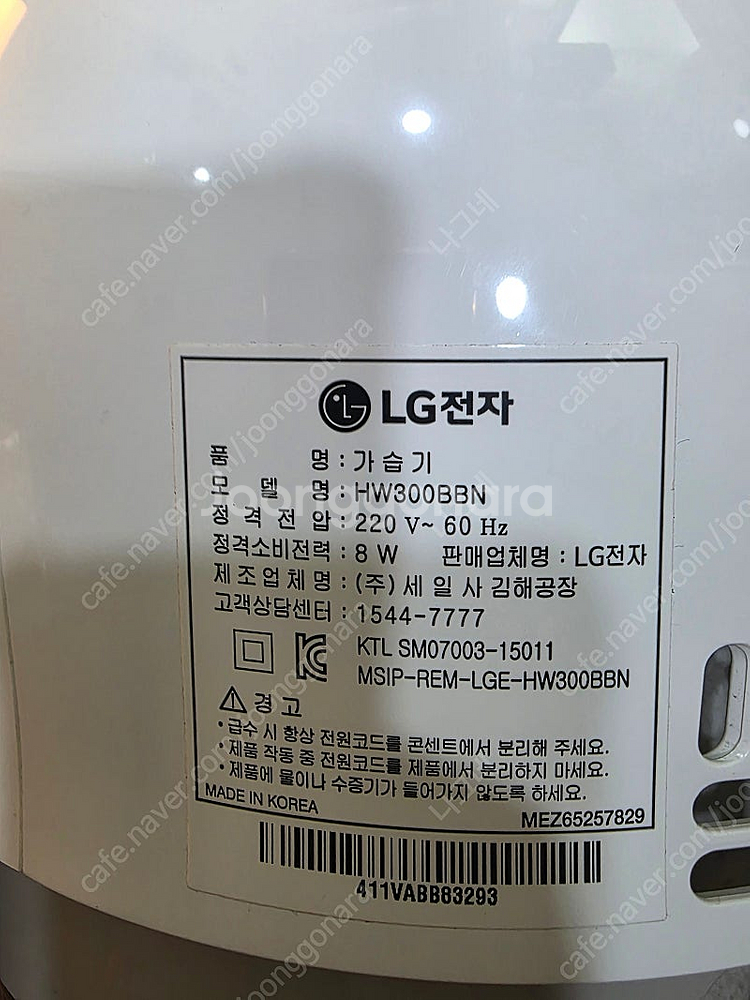 LG전자
품 명 : 가습기
모 델 명 : HW300BBN
정 격 전 압 : 220 V~ 60 Hz
정격소비전력 : 8 W 판매업체명 : LG전자
제조업체명 : (주) 세일사 김해공장
고객상담센터 : 1544-7777
KTL SM07003-15011
MSIP-REM-LGE-HW300BBN
경고
• 급수 시 항상 전원코드를 콘센트에서 분리해 주세요.
• 제품 작동 중 전원코드를 제품에서 분리하지 마세요.
• 제품에 물이나 수증기가 들어가지 않도록 하세요.
MADE IN KOREA
MEZ65257829
411VABB83293
joonggonara
cafe.naver.com/joonggonara
나그네